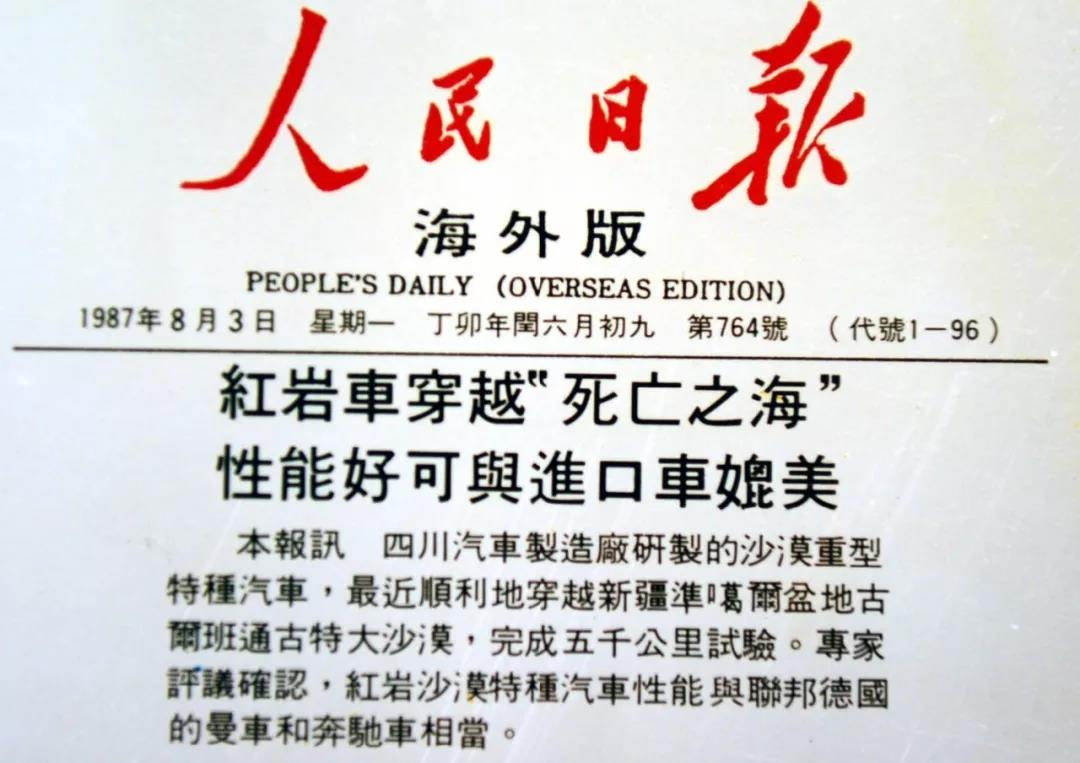 人民日報
海外版
PEOPLE'S DAILY (OVERSEAS EDITION)
1987年8月3日 星期一 丁卯年閏六月初九 第764號 (代號1－96)
紅岩車穿越“死亡之海”
性能好可與進口車媲美
本報訊 四川汽車製造廠研製的沙漠重型
特種汽車，最近順利地穿越新疆準噶爾盆地古
爾班通古特大沙漠，完成五千公里試驗。專家
評議確認，紅岩沙漠特種汽車性能與聯邦德國
的曼車和奔馳車相當。